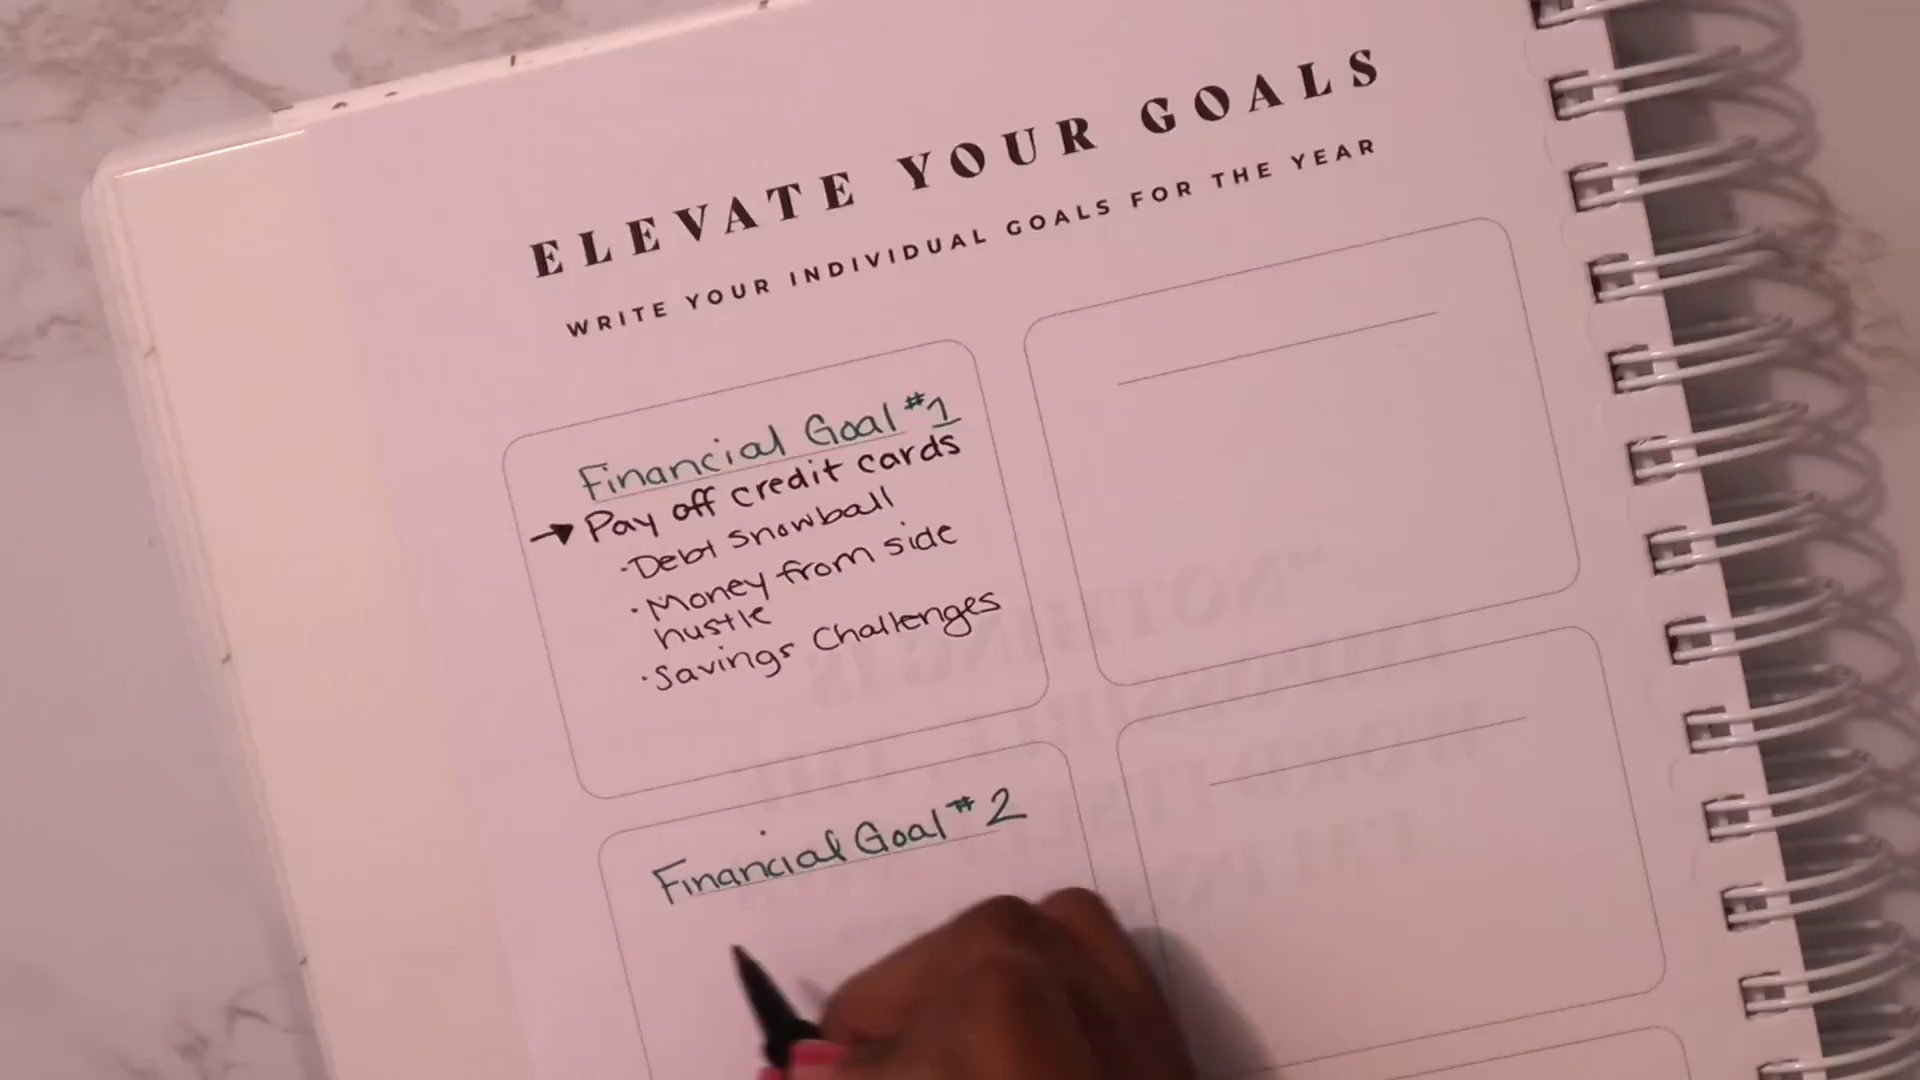 ELEVATE YOUR GOALS
WRITE YOUR INDIVIDUAL GOALS FOR THE YEAR
Financial Goal #1
→ Pay off credit cards
· Debt Snowball
· Money from side
hustle
· Savings Challenges
Financial Goal #2